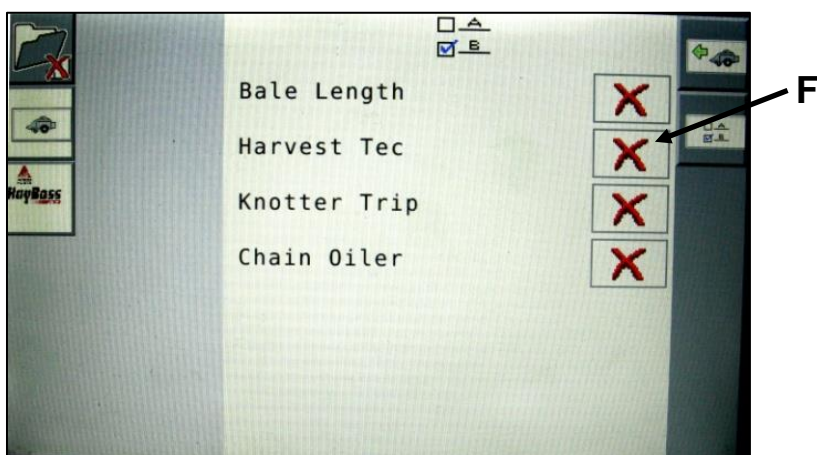 A
B
Bale Length
F
Harvest Tec
A
B
Knotter Trip
HayBoss
Chain Oiler